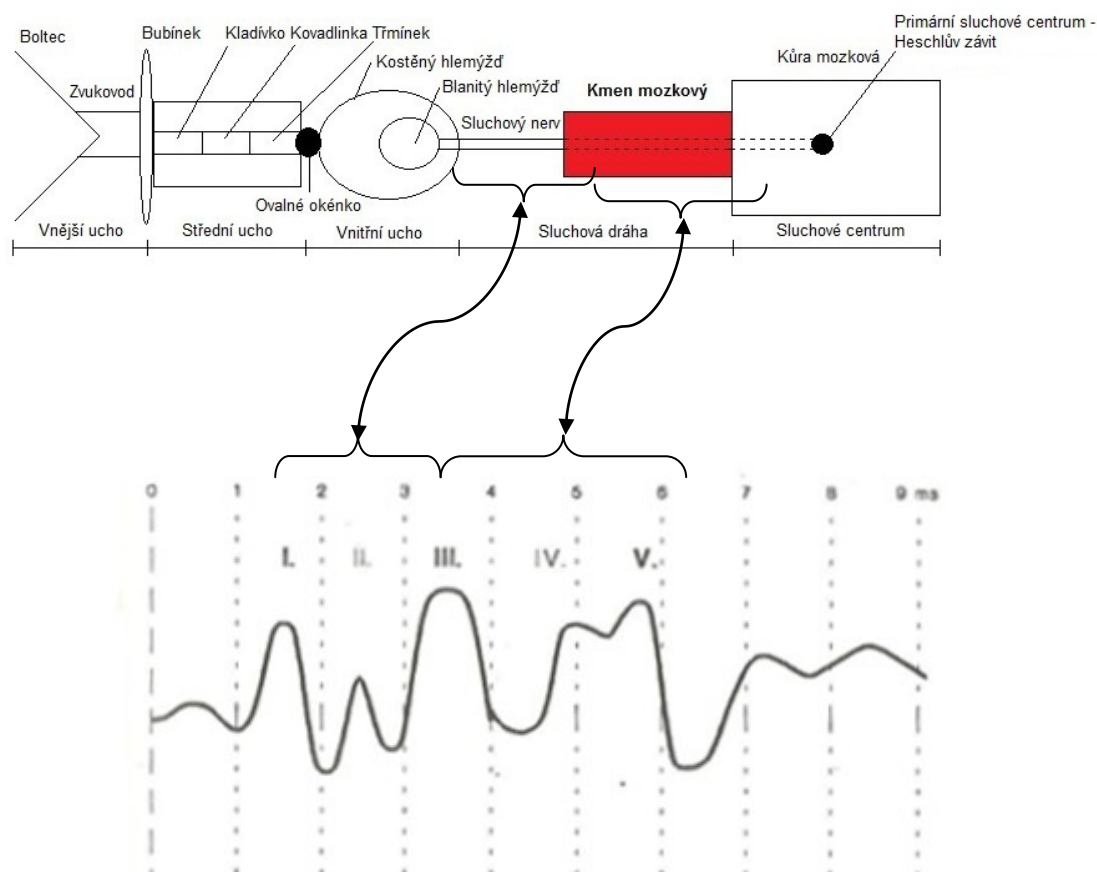 Primární sluchové centrum -
Heschlův závit
Boltec
Bubínek
Kladívko
Kovadlinka
Třmínek
Kůra mozková
Kostěný hlemýžď
Blanitý hlemýžď
Kmen mozkový
Zvukovod
Sluchový nerv
Ovalné okénko
Vnější ucho
Střední ucho
Vnitřní ucho
Sluchová dráha
Sluchové centrum
0 1 2 3 4 5 6 7 8 9 ms
I. II. III. IV. V.